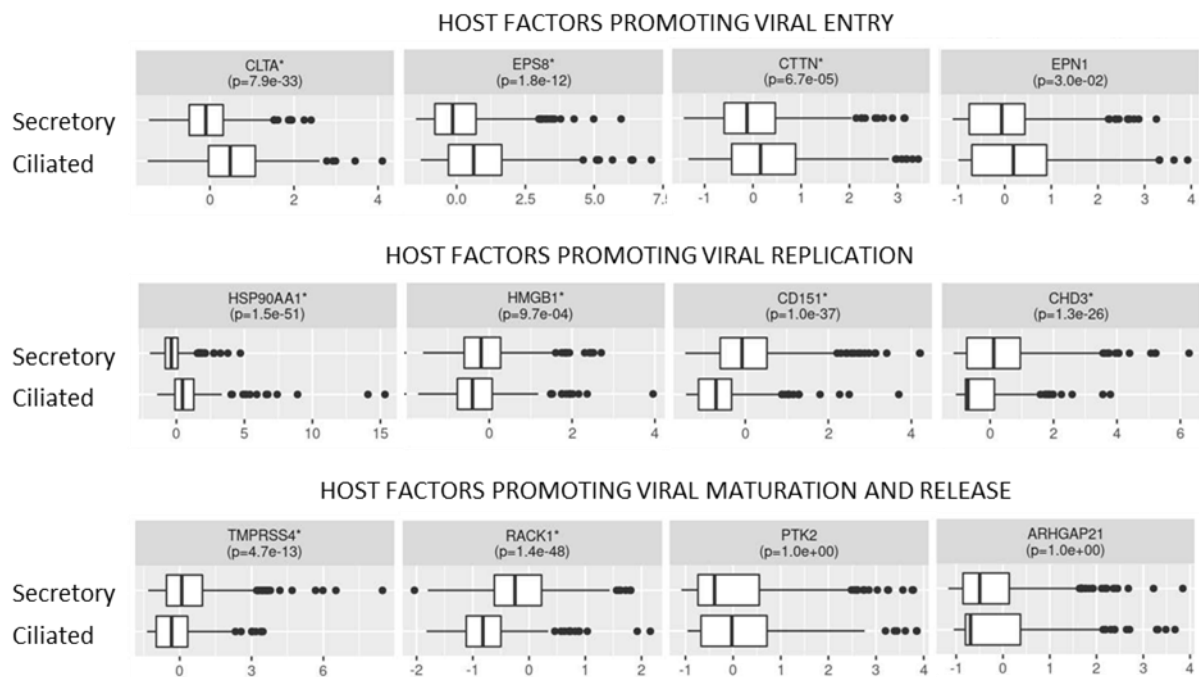 HOST FACTORS PROMOTING VIRAL ENTRY
CLTA* EPS8* CTTN* EPN1
(p=7.9e-33) (p=1.8e-12) (p=6.7e-05) (p=3.0e-02)
Secretory
Ciliated
0 2 4 0.0 2.5 5.0 7.5 -1 0 1 2 3 -1 0 1 2 3 4
HOST FACTORS PROMOTING VIRAL REPLICATION
HSP90AA1* HMGB1* CD151* CHD3*
(p=1.5e-51) (p=9.7e-04) (p=1.0e-37) (p=1.3e-26)
Secretory
Ciliated
0 5 10 15 0 2 4 0 2 4 0 2 4 6
HOST FACTORS PROMOTING VIRAL MATURATION AND RELEASE
TMPRSS4* RACK1* PTK2 ARHGAP21
(p=4.7e-13) (p=1.4e-48) (p=1.0e+00) (p=1.0e+00)
Secretory
Ciliated
0 3 6 -2 -1 0 1 2 -1 0 1 2 3 4 -1 0 1 2 3 4